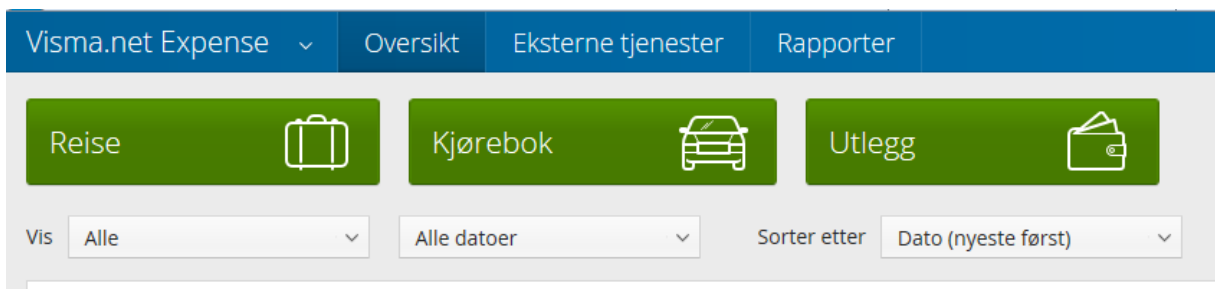 Visma.net Expense Oversikt Eksterne tjenester Rapporter
Reise Kjørebok Utlegg
Vis Alle Alle datoer Sorter etter Dato (nyeste først)